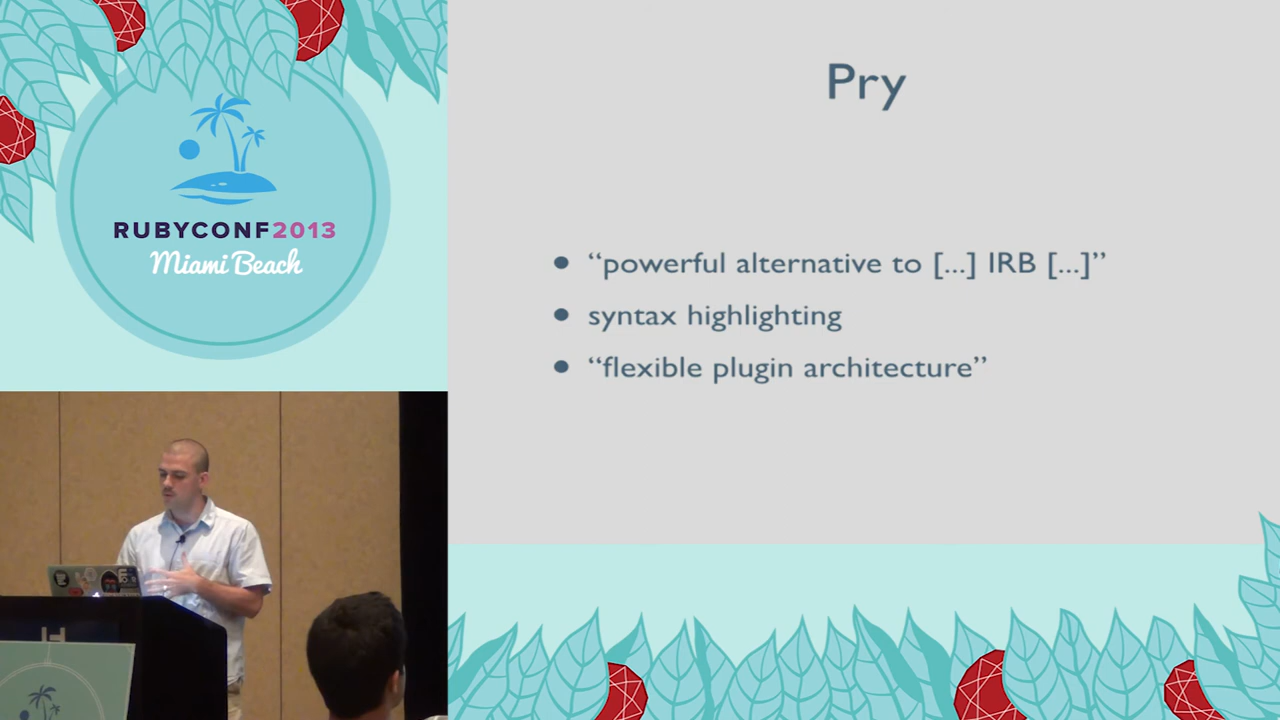 RUBYCONF2013
Miami Beach
Pry
• “powerful alternative to [...] IRB [...]”
• syntax highlighting
• “flexible plugin architecture”